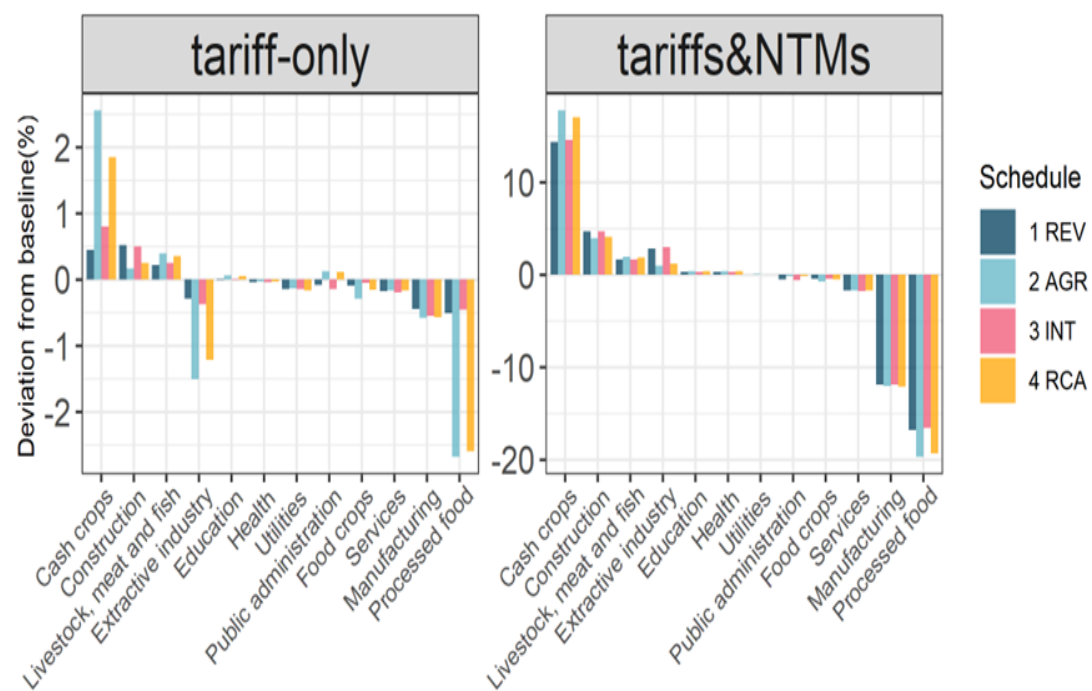 tariff-only
tariffs&NTMs
Deviation from baseline(%)
2
1
0
-1
-2
10
0
-10
-20
Cash crops
Construction
Livestock, meat and fish
Extractive industry
Education
Health
Utilities
Public administration
Food crops
Services
Manufacturing
Processed food
Cash crops
Construction
Livestock, meat and fish
Extractive industry
Education
Health
Utilities
Public administration
Food crops
Services
Manufacturing
Processed food
Schedule
1 REV
2 AGR
3 INT
4 RCA